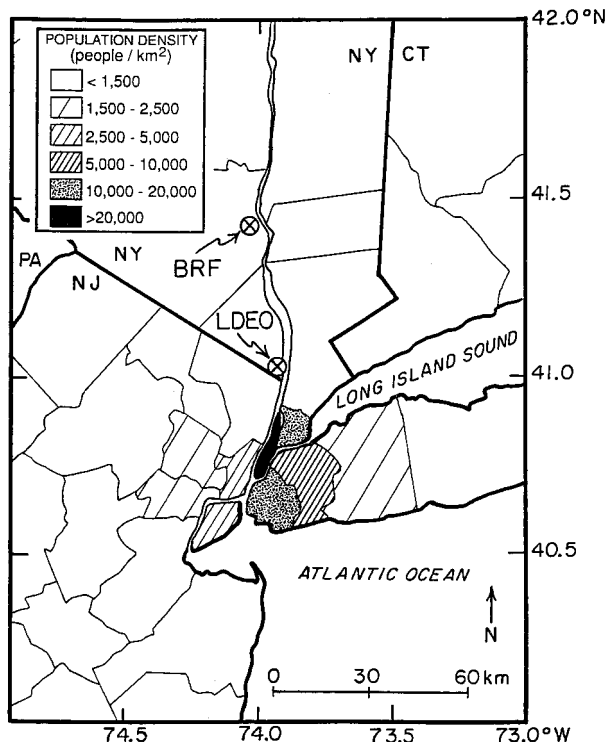 POPULATION DENSITY
(people / km²)
< 1,500
1,500 - 2,500
2,500 - 5,000
5,000 - 10,000
10,000 - 20,000
>20,000
NY
CT
42.0°N
41.5
41.0
40.5
BRF
PA
NY
NJ
LDEO
LONG ISLAND SOUND
ATLANTIC OCEAN
N
0 30 60 km
74.5 74.0 73.5 73.0°W